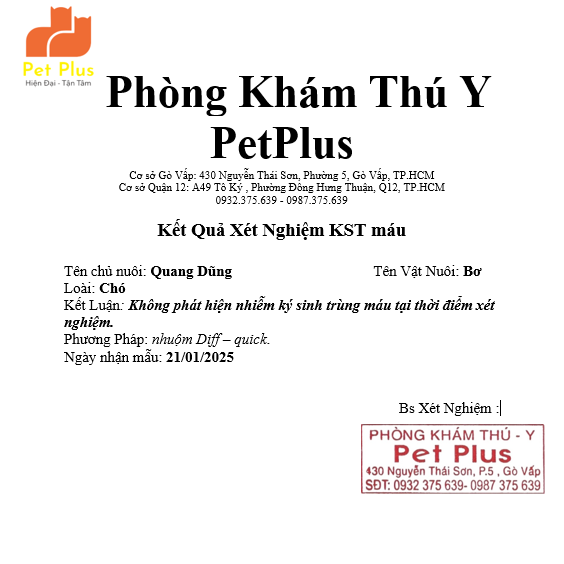 Pet Plus
Hiện Đại - Tận Tâm
Phòng Khám Thú Y
PetPlus
Cơ sở Gò Vấp: 430 Nguyễn Thái Sơn, Phường 5, Gò Vấp, TP.HCM
Cơ sở Quận 12: A49 Tô Ký , Phường Đông Hưng Thuận, Q12, TP.HCM
0932.375.639 - 0987.375.639
Kết Quả Xét Nghiệm KST máu
Tên chủ nuôi: Quang Dũng Tên Vật Nuôi: Bơ
Loài: Chó
Kết Luận: Không phát hiện nhiễm ký sinh trùng máu tại thời điểm xét
nghiệm.
Phương Pháp: nhuộm Diff – quick.
Ngày nhận mẫu: 21/01/2025
Bs Xét Nghiệm :
PHÒNG KHÁM THÚ - Y
Pet Plus
430 Nguyễn Thái Sơn, P.5 , Gò Vấp
SĐT: 0932 375 639- 0987 375 639